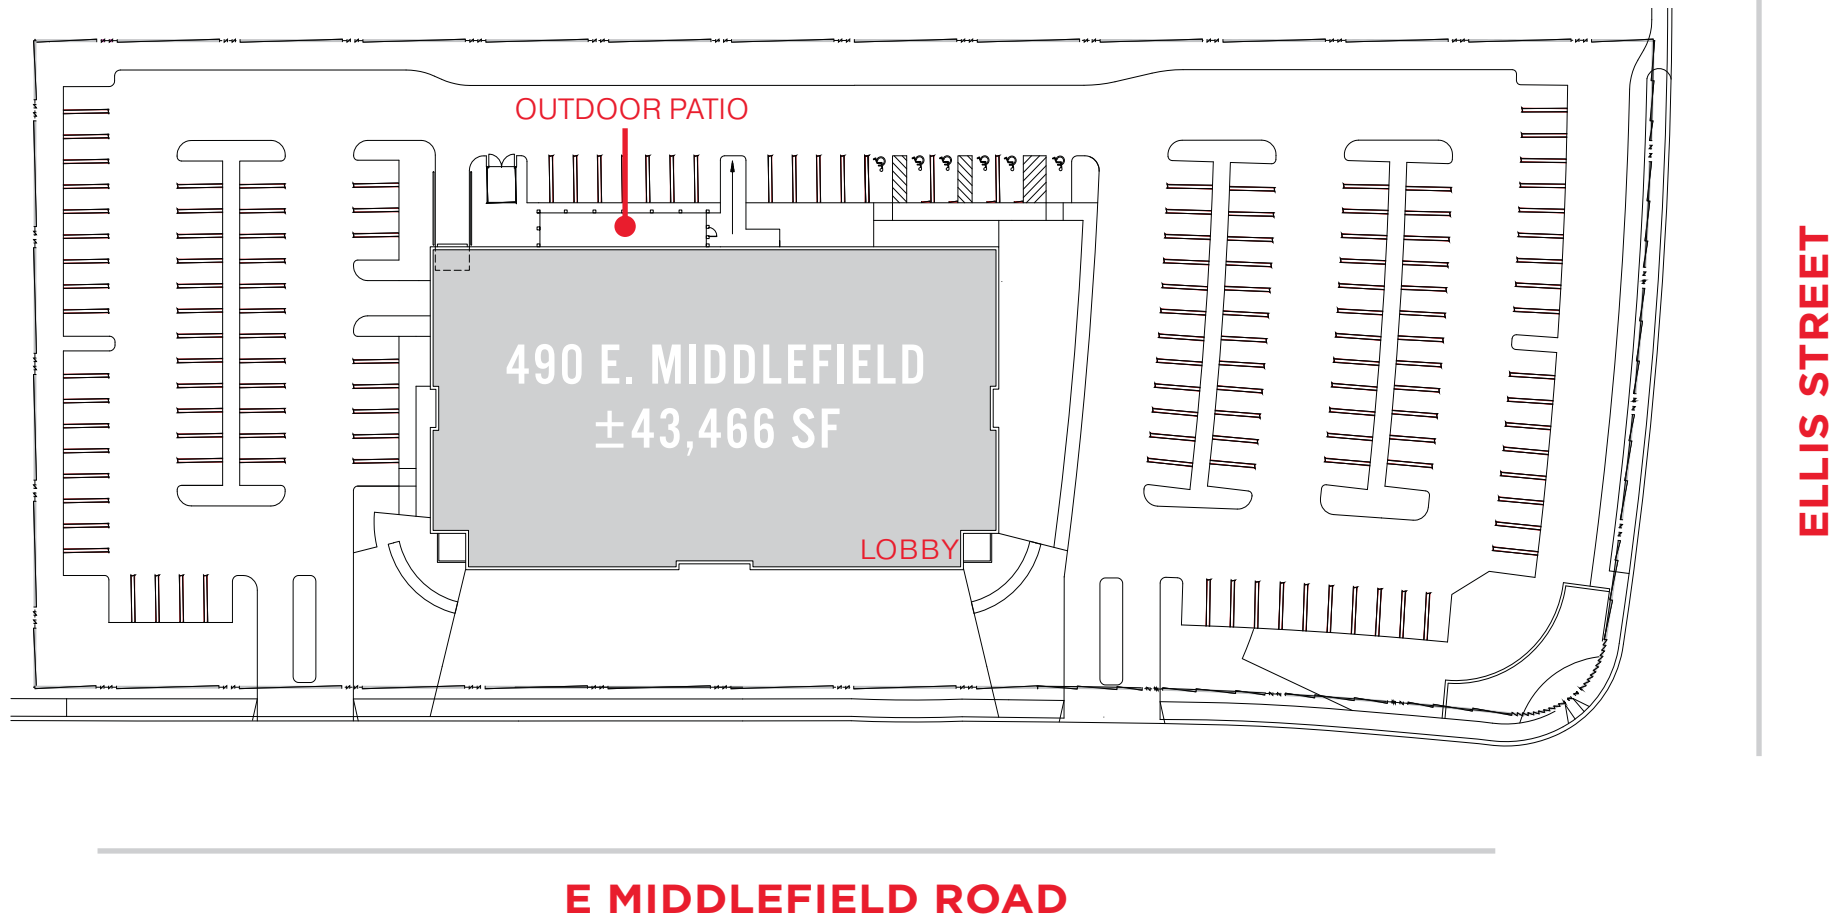 OUTDOOR PATIO
490 E. MIDDLEFIELD
±43,466 SF
LOBBY
ELLIS STREET
E MIDDLEFIELD ROAD